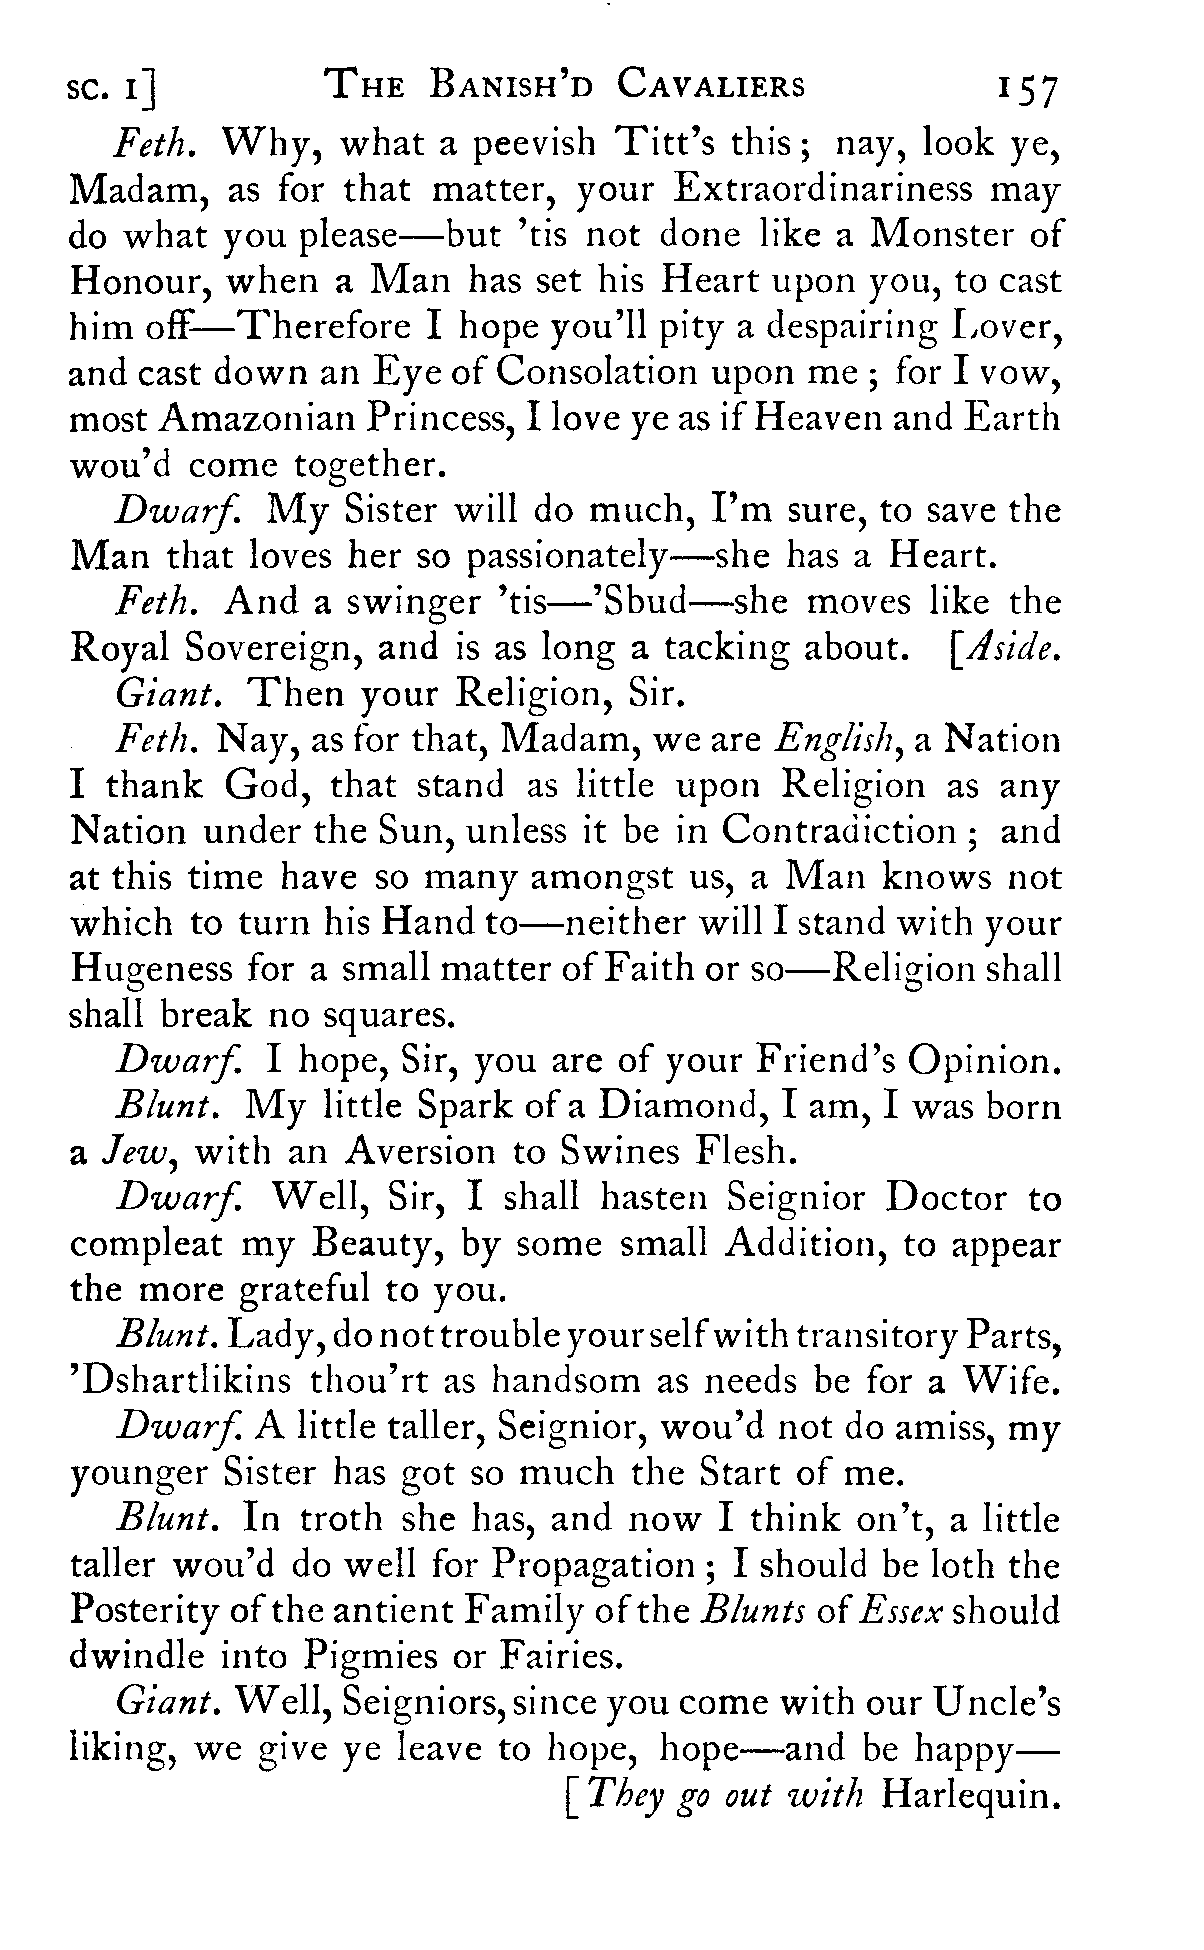 SC. I] THE BANISH'D CAVALIERS 157
Feth. Why, what a peevish Titt's this; nay, look ye,
Madam, as for that matter, your Extraordinariness may
do what you please—but 'tis not done like a Monster of
Honour, when a Man has set his Heart upon you, to cast
him off—Therefore I hope you'll pity a despairing Lover,
and cast down an Eye of Consolation upon me; for I vow,
most Amazonian Princess, I love ye as if Heaven and Earth
wou'd come together.
Dwarf. My Sister will do much, I'm sure, to save the
Man that loves her so passionately—she has a Heart.
Feth. And a swinger 'tis—'Sbud—she moves like the
Royal Sovereign, and is as long a tacking about. [Aside.
Giant. Then your Religion, Sir.
Feth. Nay, as for that, Madam, we are English, a Nation
I thank God, that stand as little upon Religion as any
Nation under the Sun, unless it be in Contradiction; and
at this time have so many amongst us, a Man knows not
which to turn his Hand to—neither will I stand with your
Hugeness for a small matter of Faith or so—Religion shall
shall break no squares.
Dwarf. I hope, Sir, you are of your Friend's Opinion.
Blunt. My little Spark of a Diamond, I am, I was born
a Jew, with an Aversion to Swines Flesh.
Dwarf. Well, Sir, I shall hasten Seignior Doctor to
compleat my Beauty, by some small Addition, to appear
the more grateful to you.
Blunt. Lady, do not trouble yourself with transitory Parts,
'Dshartlikins thou'rt as handsom as needs be for a Wife.
Dwarf. A little taller, Seignior, wou'd not do amiss, my
younger Sister has got so much the Start of me.
Blunt. In troth she has, and now I think on't, a little
taller wou'd do well for Propagation; I should be loth the
Posterity of the antient Family of the Blunts of Essex should
dwindle into Pigmies or Fairies.
Giant. Well, Seigniors, since you come with our Uncle's
liking, we give ye leave to hope, hope—and be happy—
[They go out with Harlequin.